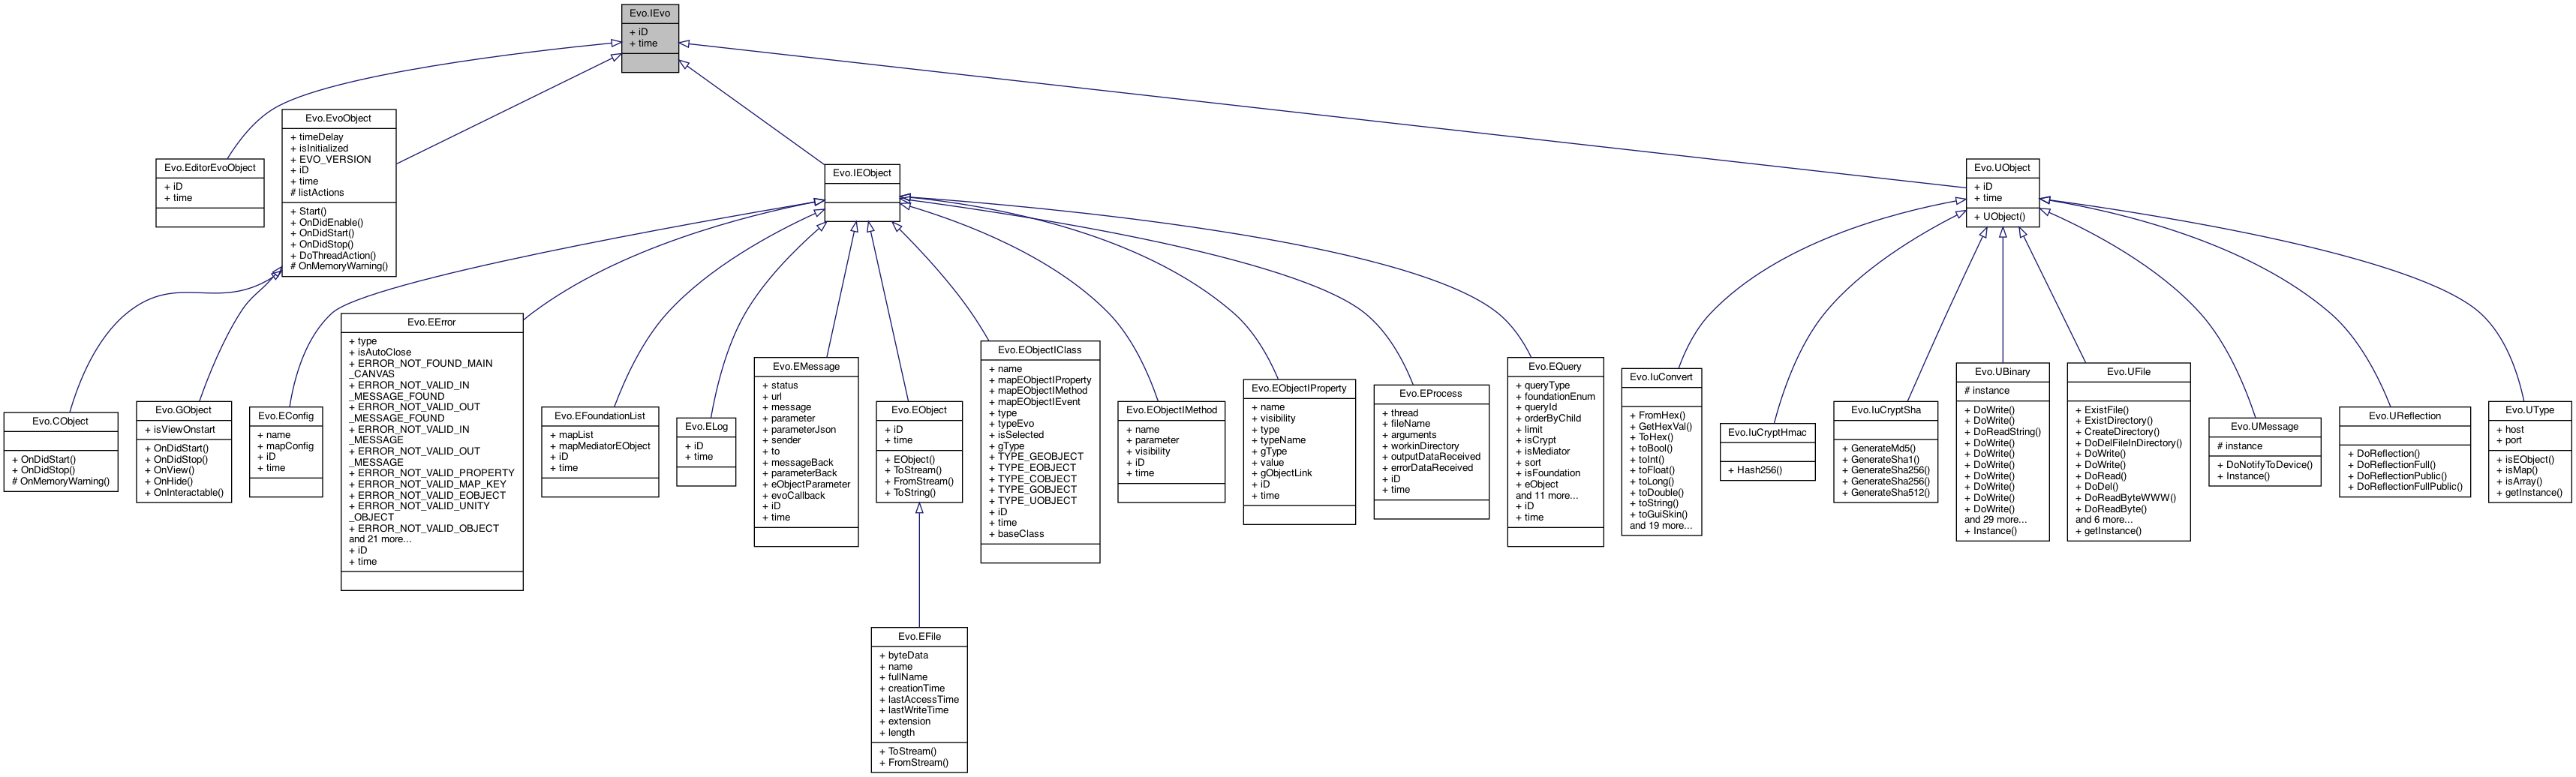 Evo.IEvo
+ iD
+ time
Evo.EditorEvoObject
+ iD
+ time
Evo.EvoObject
+ timeDelay
+ isInitialized
+ EVO_VERSION
+ iD
+ time
# listActions
+ Start()
+ OnDidEnable()
+ OnDidStart()
+ OnDidStop()
+ DoThreadAction()
# OnMemoryWarning()
Evo.IEObject
Evo.UObject
+ iD
+ time
+ UObject()
Evo.CObject
+ OnDidStart()
+ OnDidStop()
# OnMemoryWarning()
Evo.GObject
+ isViewOnstart
+ OnDidStart()
+ OnDidStop()
+ OnView()
+ OnHide()
+ OnInteractable()
Evo.EConfig
+ name
+ mapConfig
+ iD
+ time
Evo.EError
+ type
+ isAutoClose
+ ERROR_NOT_FOUND_MAIN
_CANVAS
+ ERROR_NOT_VALID_IN
_MESSAGE_FOUND
+ ERROR_NOT_VALID_OUT
_MESSAGE_FOUND
+ ERROR_NOT_VALID_IN
_MESSAGE
+ ERROR_NOT_VALID_OUT
_MESSAGE
+ ERROR_NOT_VALID_PROPERTY
+ ERROR_NOT_VALID_MAP_KEY
+ ERROR_NOT_VALID_EOBJECT
+ ERROR_NOT_VALID_UNITY
_OBJECT
+ ERROR_NOT_VALID_OBJECT
and 21 more...
+ iD
+ time
Evo.EFoundationList
+ mapList
+ mapMediatorEObject
+ iD
+ time
Evo.ELog
+ iD
+ time
Evo.EMessage
+ status
+ url
+ message
+ parameter
+ parameterJson
+ sender
+ to
+ messageBack
+ parameterBack
+ eObjectParameter
+ evoCallback
+ iD
+ time
Evo.EObject
+ iD
+ time
+ EObject()
+ ToStream()
+ FromStream()
+ ToString()
Evo.EObjectIClass
+ name
+ mapEObjectIProperty
+ mapEObjectIMethod
+ mapEObjectIEvent
+ type
+ typeEvo
+ isSelected
+ gType
+ TYPE_GEOBJECT
+ TYPE_EOBJECT
+ TYPE_COBJECT
+ TYPE_GOBJECT
+ TYPE_UOBJECT
+ iD
+ time
+ baseClass
Evo.EObjectIMethod
+ name
+ parameter
+ visibility
+ iD
+ time
Evo.EObjectIProperty
+ name
+ visibility
+ type
+ typeName
+ gType
+ value
+ gObjectLink
+ iD
+ time
Evo.EProcess
+ thread
+ fileName
+ arguments
+ workinDirectory
+ outputDataReceived
+ errorDataReceived
+ iD
+ time
Evo.EQuery
+ queryType
+ foundationEnum
+ queryId
+ orderByChild
+ limit
+ isCrypt
+ isMediator
+ sort
+ isFoundation
+ eObject
and 11 more...
+ iD
+ time
Evo.IuConvert
+ FromHex()
+ GetHexVal()
+ ToHex()
+ toBool()
+ toInt()
+ toFloat()
+ toLong()
+ toDouble()
+ toString()
+ toGuiSkin()
and 19 more...
Evo.IuCryptHmac
+ Hash256()
Evo.IuCryptSha
+ GenerateMd5()
+ GenerateSha1()
+ GenerateSha256()
+ GenerateSha256()
+ GenerateSha512()
Evo.UBinary
# instance
+ DoWrite()
+ DoWrite()
+ DoReadString()
+ DoWrite()
+ DoWrite()
+ DoWrite()
+ DoWrite()
+ DoWrite()
+ DoWrite()
+ DoWrite()
and 29 more...
+ Instance()
Evo.UFile
+ ExistFile()
+ ExistDirectory()
+ CreateDirectory()
+ DoDelFileInDirectory()
+ DoWrite()
+ DoWrite()
+ DoRead()
+ DoDel()
+ DoReadByteWWW()
+ DoReadByte()
and 6 more...
+ getInstance()
Evo.UMessage
# instance
+ DoNotifyToDevice()
+ Instance()
Evo.UReflection
+ DoReflection()
+ DoReflectionFull()
+ DoReflectionPublic()
+ DoReflectionFullPublic()
Evo.UType
+ host
+ port
+ isEObject()
+ isMap()
+ isArray()
+ getInstance()
Evo.EFile
+ byteData
+ name
+ fullName
+ creationTime
+ lastAccessTime
+ lastWriteTime
+ extension
+ length
+ ToStream()
+ FromStream()